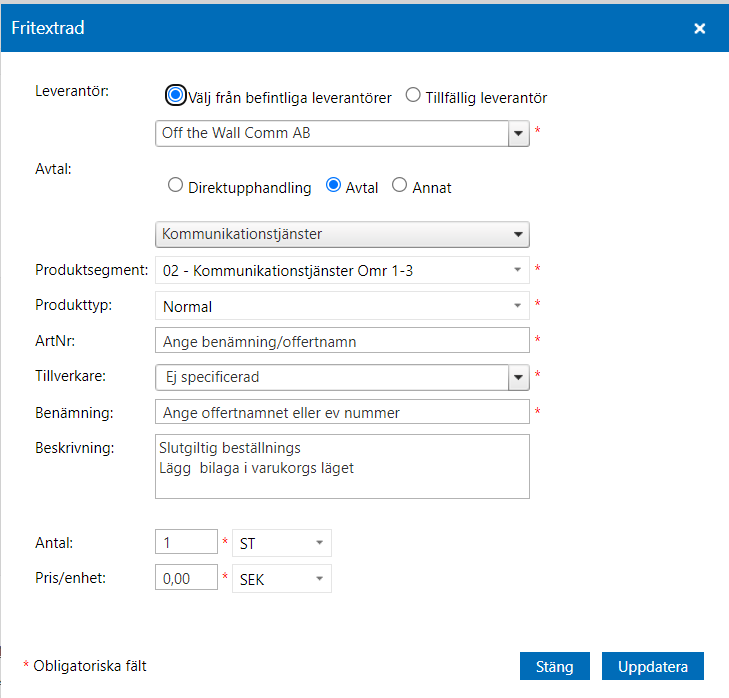 Fritextrad
Leverantör:
Välj från befintliga leverantörer Tillfällig leverantör
Off the Wall Comm AB *
Avtal:
Direktupphandling Avtal Annat
Kommunikationstjänster
Produktsegment: 02 - Kommunikationstjänster Omr 1-3 *
Produkttyp: Normal *
ArtNr: Ange benämning/offertnamn *
Tillverkare: Ej specificerad *
Benämning: Ange offertnamnet eller ev nummer *
Beskrivning: Slutgiltig beställnings
Lägg bilaga i varukorgs läget
Antal: 1 * ST
Pris/enhet: 0,00 * SEK
* Obligatoriska fält Stäng Uppdatera